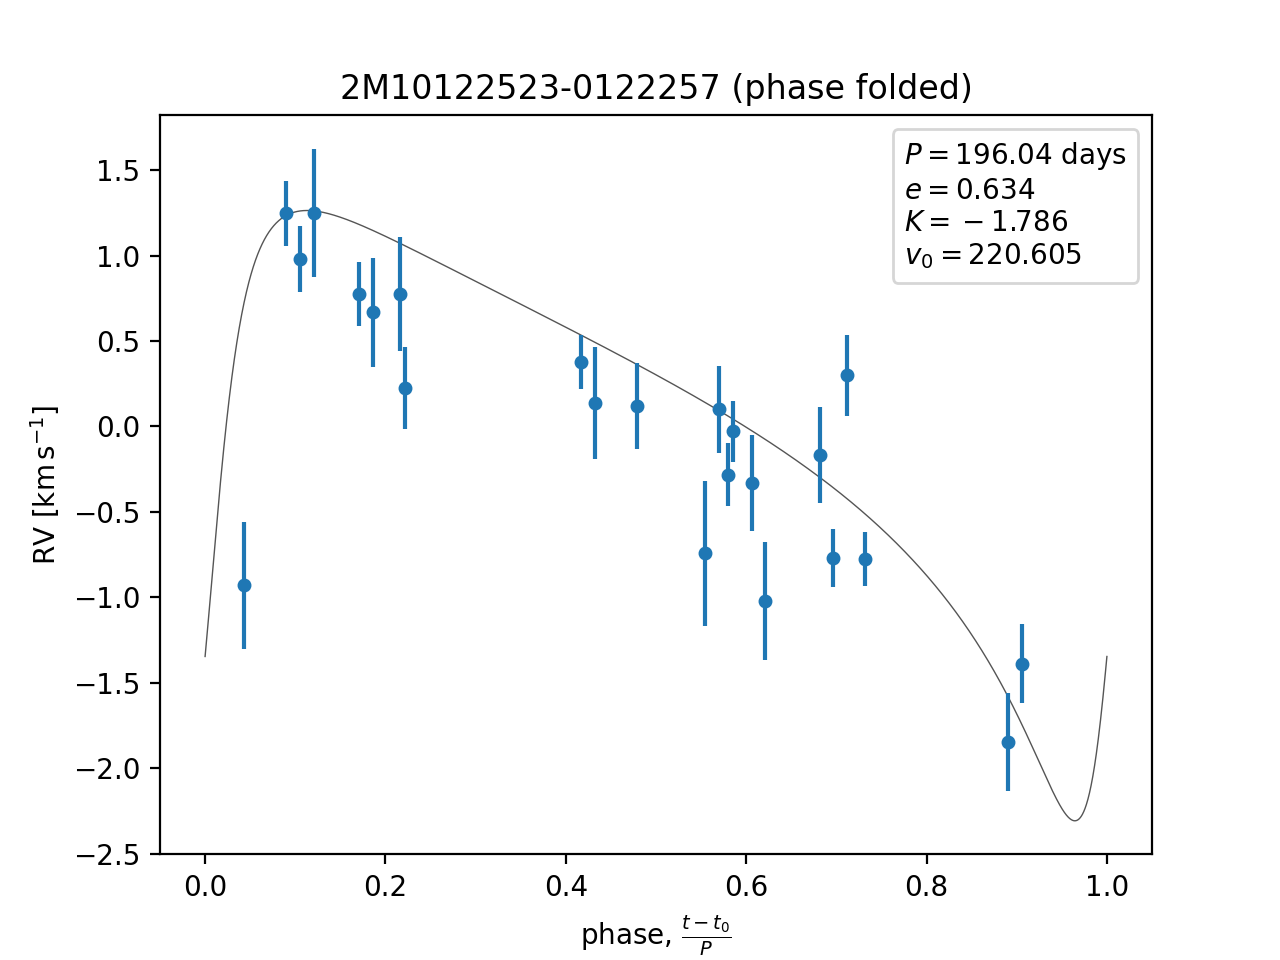 2M10122523-0122257 (phase folded)
P = 196.04 days
e = 0.634
K = −1.786
v₀ = 220.605
RV [km s⁻¹]
1.5
1.0
0.5
0.0
−0.5
−1.0
−1.5
−2.0
−2.5
0.0 0.2 0.4 0.6 0.8 1.0
phase, (t − t₀)/P